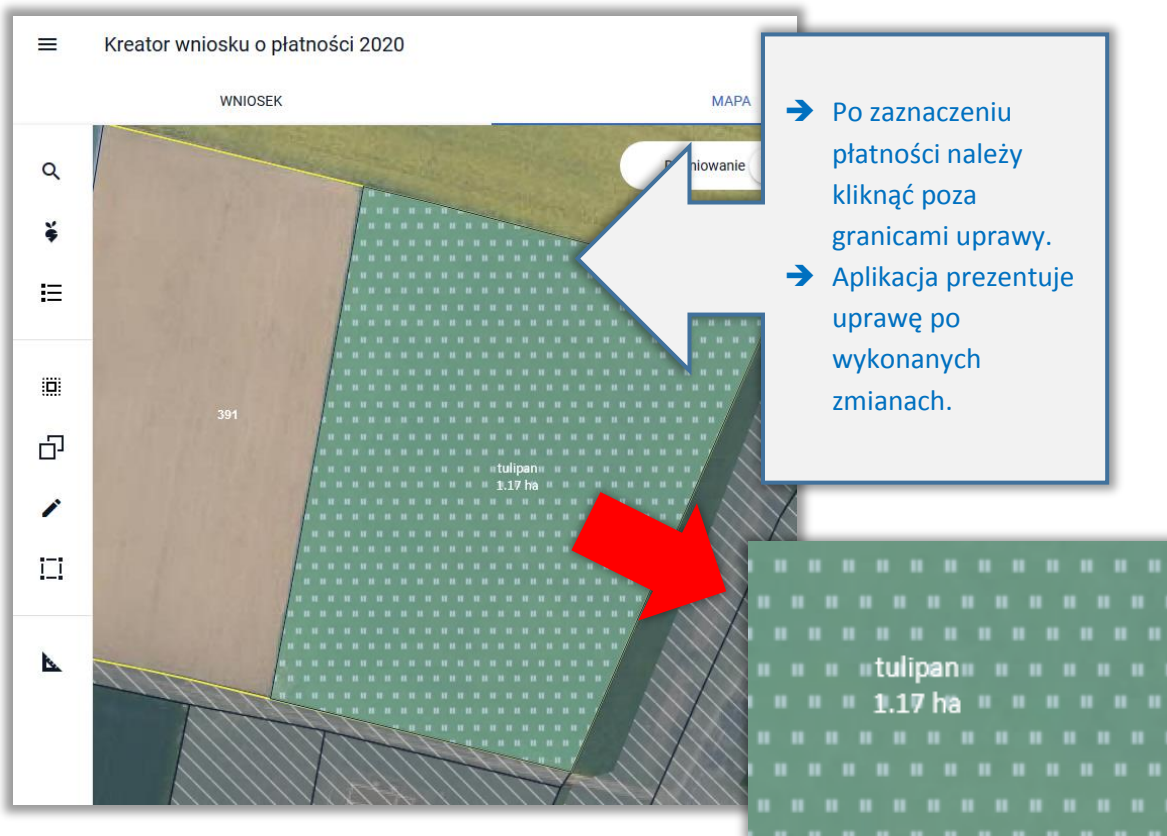 Kreator wniosku o płatności 2020
WNIOSEK
MAPA
➔ Po zaznaczeniu
płatności należy
kliknąć poza
granicami uprawy.
➔ Aplikacja prezentuje
uprawę po
wykonanych
zmianach.
391
tulipan
1.17 ha
tulipan
1.17 ha